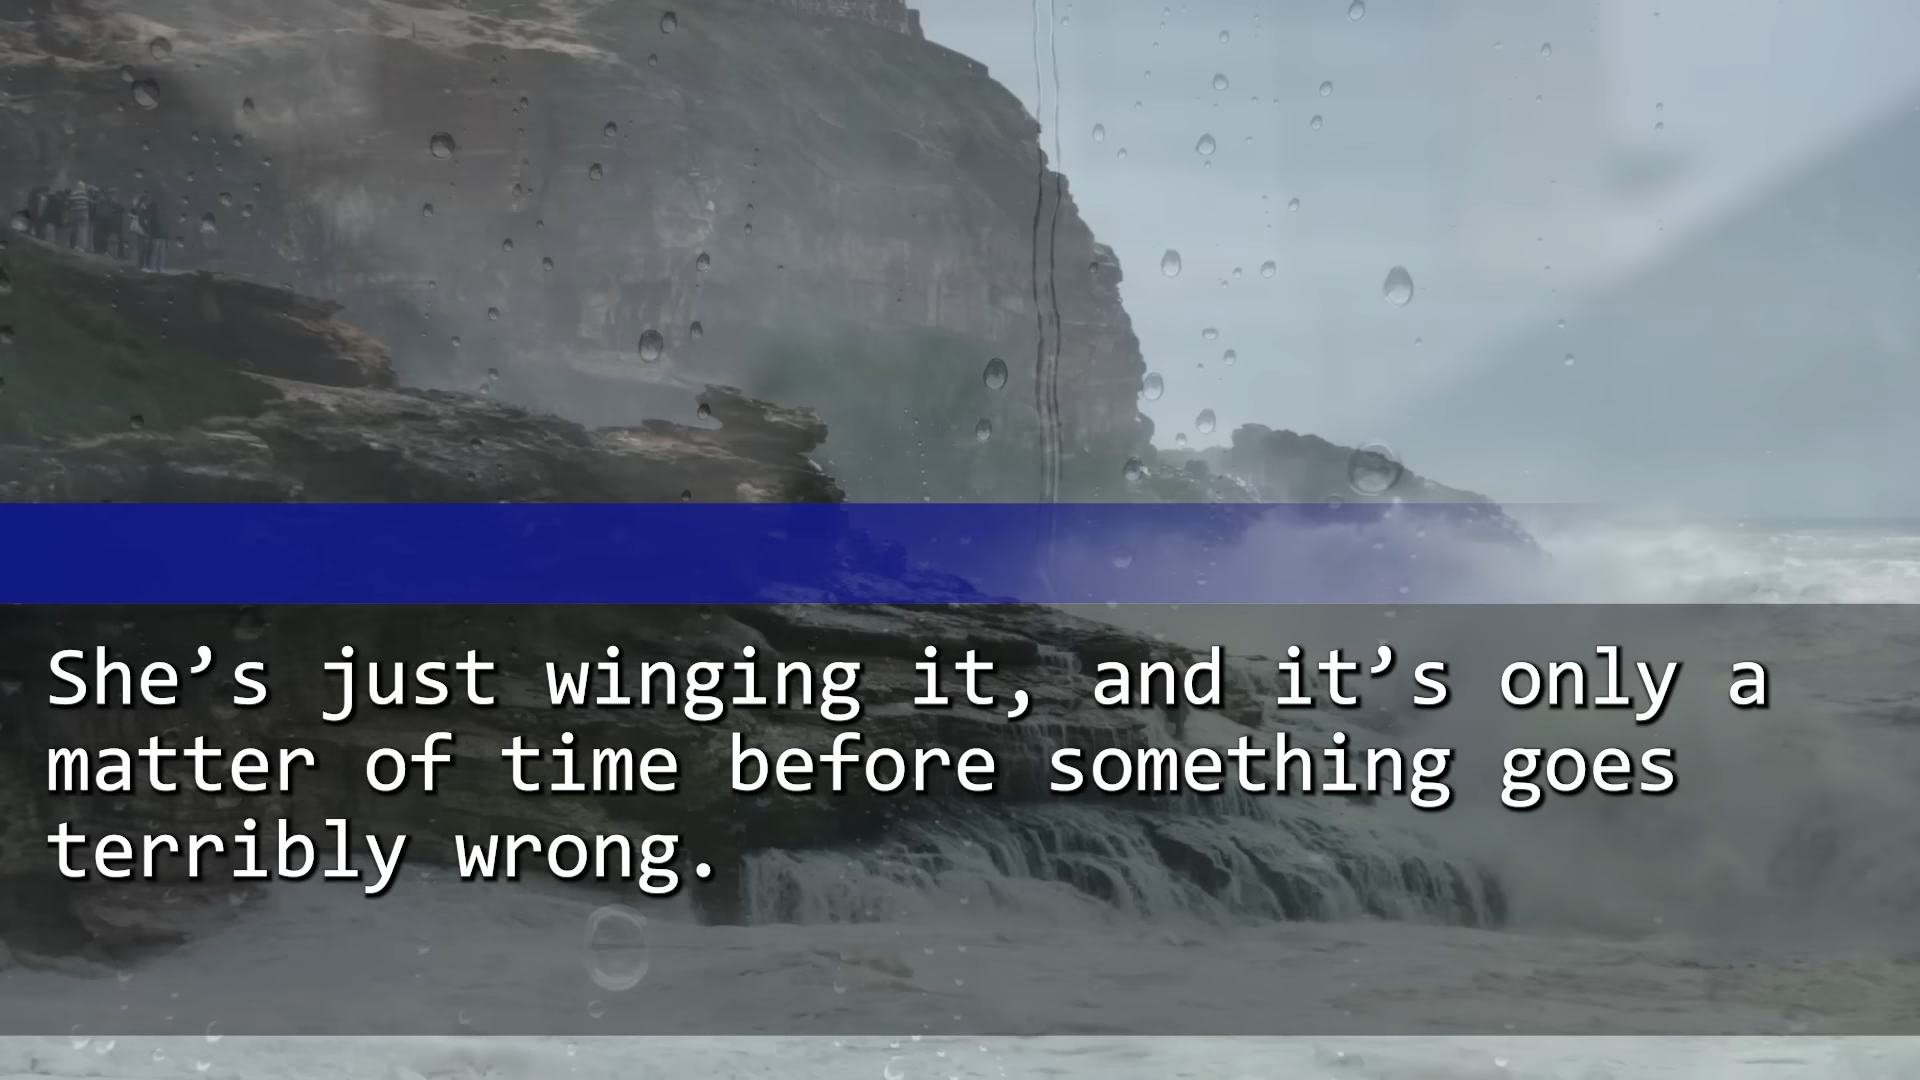 She’s just winging it, and it’s only a
matter of time before something goes
terribly wrong.